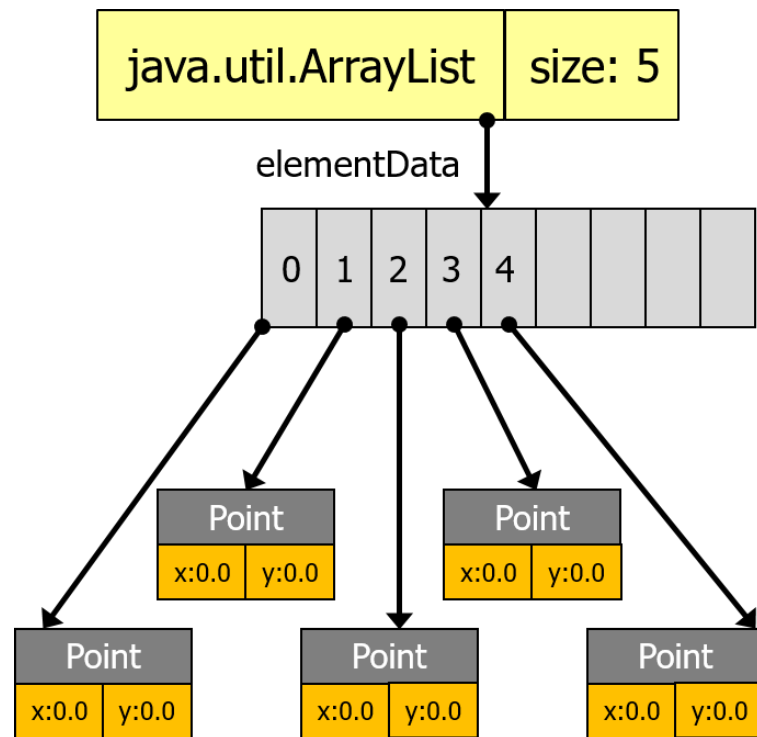 java.util.ArrayList size: 5
elementData
0 1 2 3 4
Point Point
x:0.0 y:0.0 x:0.0 y:0.0
Point Point Point
x:0.0 y:0.0 x:0.0 y:0.0 x:0.0 y:0.0